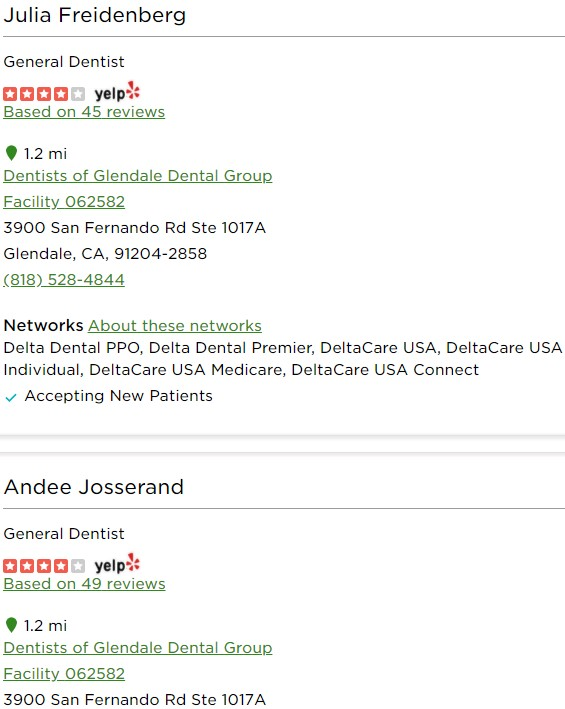 Julia Freidenberg
General Dentist
yelp
Based on 45 reviews
1.2 mi
Dentists of Glendale Dental Group
Facility 062582
3900 San Fernando Rd Ste 1017A
Glendale, CA, 91204-2858
(818) 528-4844
Networks About these networks
Delta Dental PPO, Delta Dental Premier, DeltaCare USA, DeltaCare USA
Individual, DeltaCare USA Medicare, DeltaCare USA Connect
Accepting New Patients
Andee Josserand
General Dentist
yelp
Based on 49 reviews
1.2 mi
Dentists of Glendale Dental Group
Facility 062582
3900 San Fernando Rd Ste 1017A